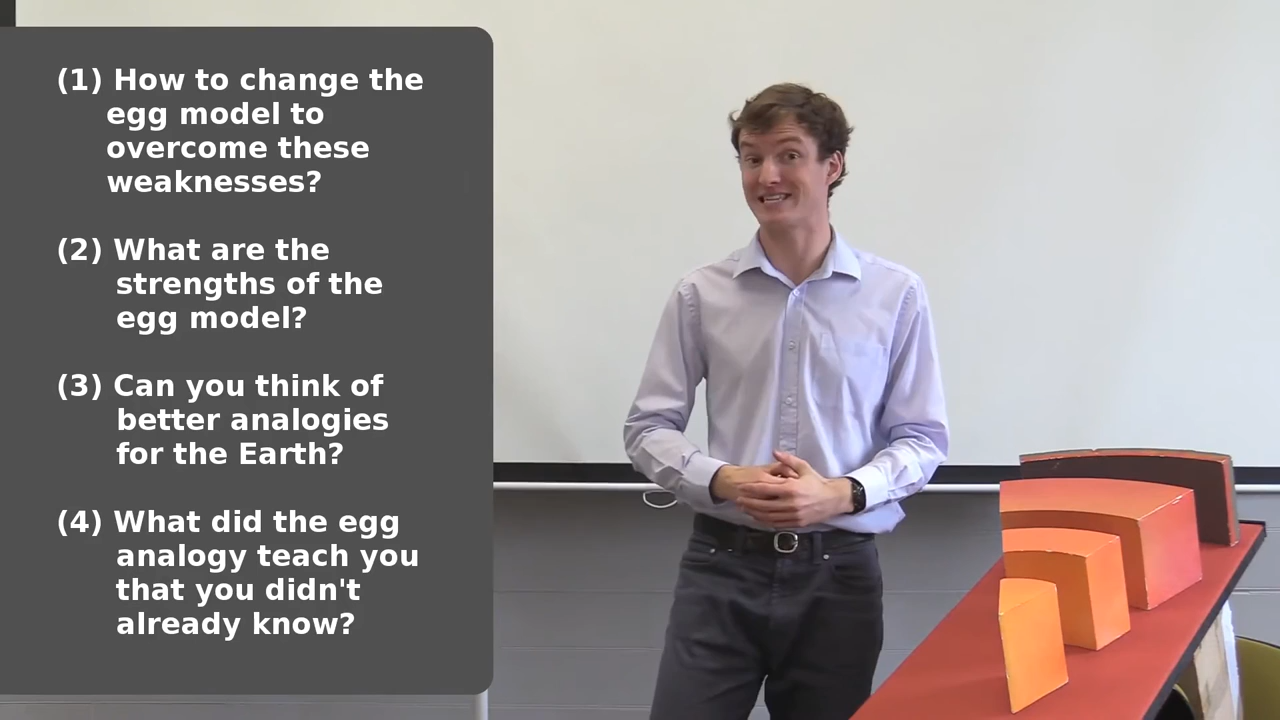 (1) How to change the
egg model to
overcome these
weaknesses?
(2) What are the
strengths of the
egg model?
(3) Can you think of
better analogies
for the Earth?
(4) What did the egg
analogy teach you
that you didn't
already know?